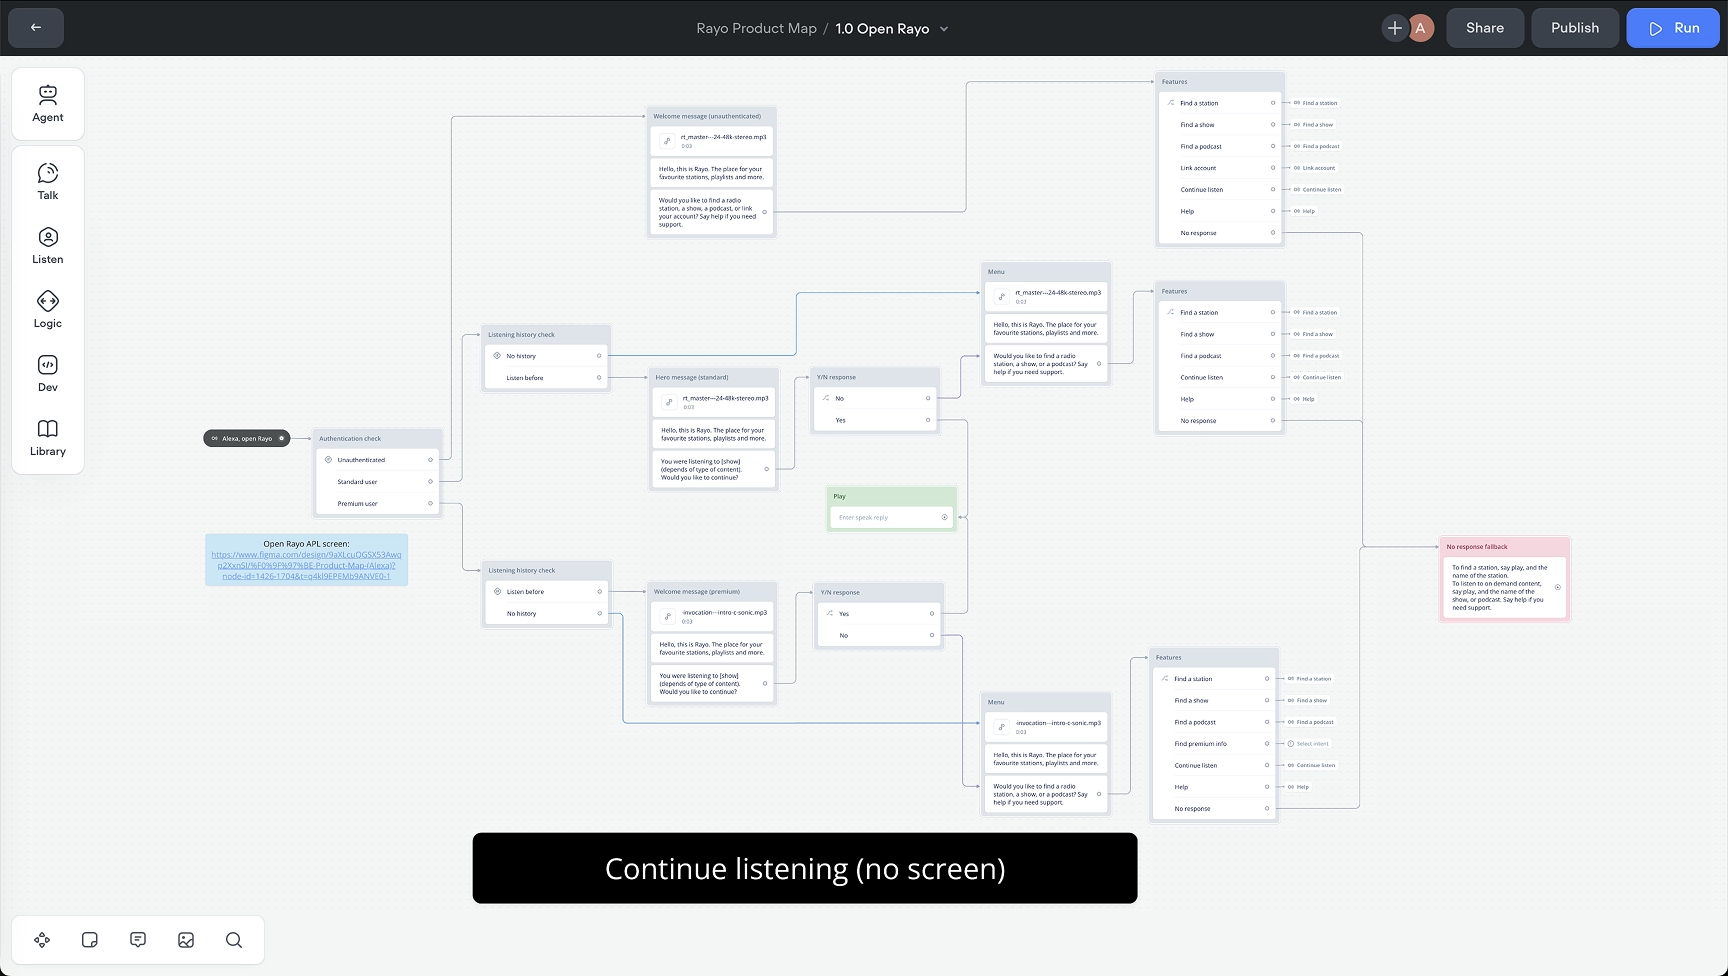 Rayo Product Map / 1.0 Open Rayo
A
Share
Publish
Run
Agent
Talk
Listen
Logic
Dev
Library
Alexa, open Rayo
Authentication check
Unauthenticated
Standard user
Premium user
Open Rayo APL screen:
https://www.figma.com/design/9aXLcuOGSX53Awq
p2XxnSl/%F0%9F%97%BE-Product-Map-(Alexa)?
node-id=1426-1704&t=q4kl9EPEMb9ANVE0-1
Welcome message (unauthenticated)
rt_master---24-48k-stereo.mp3
0:03
Hello, this is Rayo. The place for your
favourite stations, playlists and more.
Would you like to find a radio
station, a show, a podcast, or link
your account? Say help if you need
support.
Listening history check
No history
Listen before
Hero message (standard)
rt_master---24-48k-stereo.mp3
0:03
Hello, this is Rayo. The place for your
favourite stations, playlists and more.
You were listening to [show]
(depends of type of content).
Would you like to continue?
Y/N response
No
Yes
Play
Enter speak reply
Menu
rt_master---24-48k-stereo.mp3
0:03
Hello, this is Rayo. The place for your
favourite stations, playlists and more.
Would you like to find a radio
station, a show, or a podcast? Say
help if you need support.
Listening history check
Listen before
No history
Welcome message (premium)
-invocation---intro-c-sonic.mp3
0:03
Hello, this is Rayo. The place for your
favourite stations, playlists and more.
You were listening to [show]
(depends of type of content).
Would you like to continue?
Y/N response
Yes
No
Menu
-invocation---intro-c-sonic.mp3
0:03
Hello, this is Rayo. The place for your
favourite stations, playlists and more.
Would you like to find a radio
station, a show, or a podcast? Say
help if you need support.
Features
Find a station Find a station
Find a show Find a show
Find a podcast Find a podcast
Link account Link account
Continue listen Continue listen
Help Help
No response
Features
Find a station Find a station
Find a show Find a show
Find a podcast Find a podcast
Continue listen Continue listen
Help Help
No response
Features
Find a station Find a station
Find a show Find a show
Find a podcast Find a podcast
Find premium info Select intent
Continue listen Continue listen
Help Help
No response
No response fallback
To find a station, say play, and the
name of the station.
To listen to on demand content,
say play, and the name of the
show, or podcast. Say help if you
need support.
Continue listening (no screen)